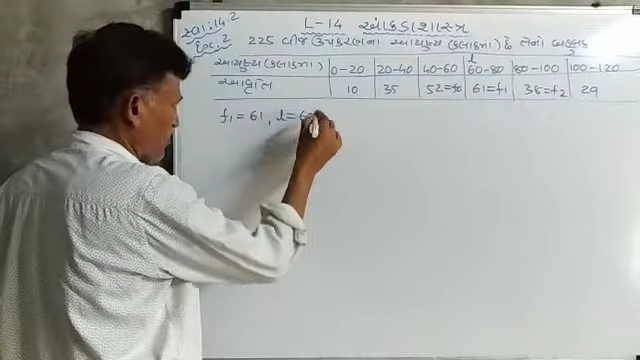 L-14 આંકડાશાસ્ત્ર
સ્વા:14.2
દાખ.2
225 વીજ ઉપકરણના આયુષ્ય (કલાકમાં) છે તેનો બહુલક
l
આયુષ્ય (કલાકમાં) 0-20 20-40 40-60 60-80 80-100 100-120
આવૃત્તિ 10 35 52=f0 61=f1 38=f2 29
f1 = 61, l = 60